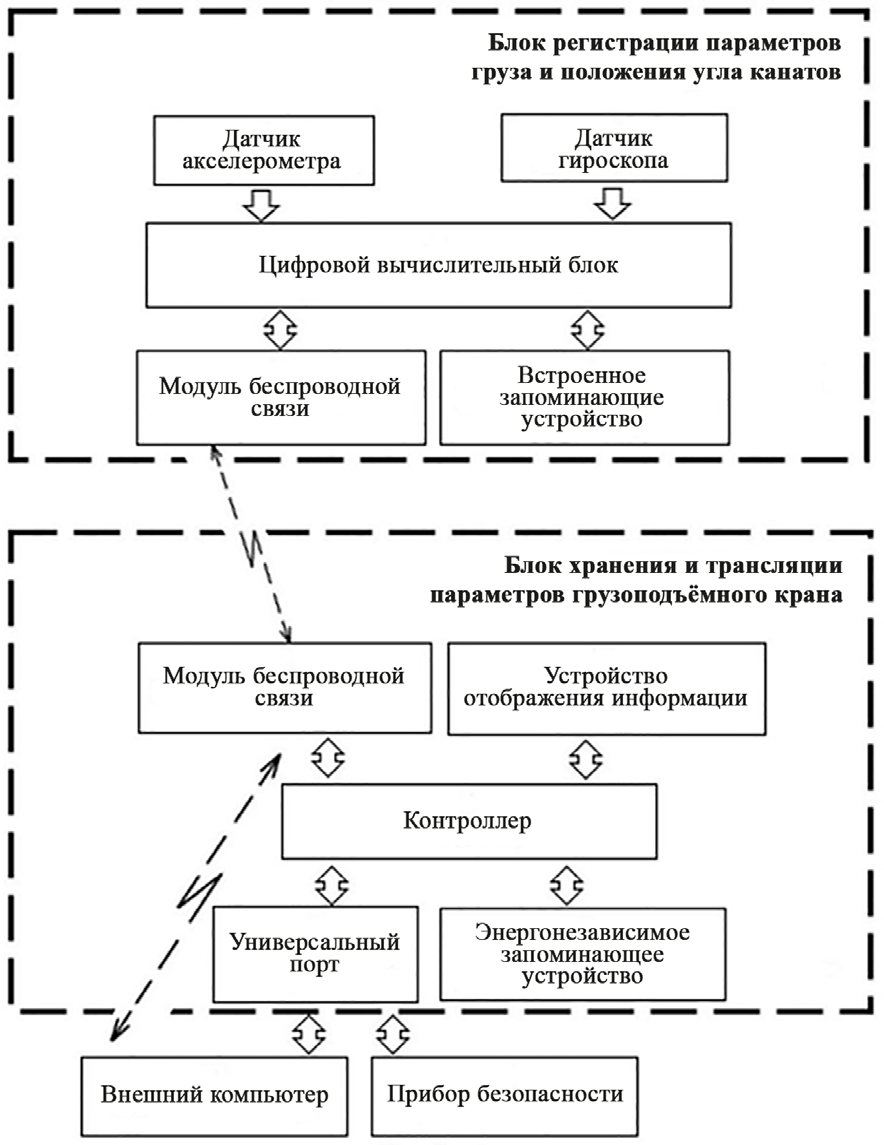 Блок регистрации параметров
груза и положения угла канатов
Датчик
акселерометра
Датчик
гироскопа
Цифровой вычислительный блок
Модуль беспроводной
связи
Встроенное
запоминающие
устройство
Блок хранения и трансляции
параметров грузоподъёмного крана
Модуль беспроводной
связи
Устройство
отображения информации
Контроллер
Универсальный
порт
Энергонезависимое
запоминающее
устройство
Внешний компьютер
Прибор безопасности